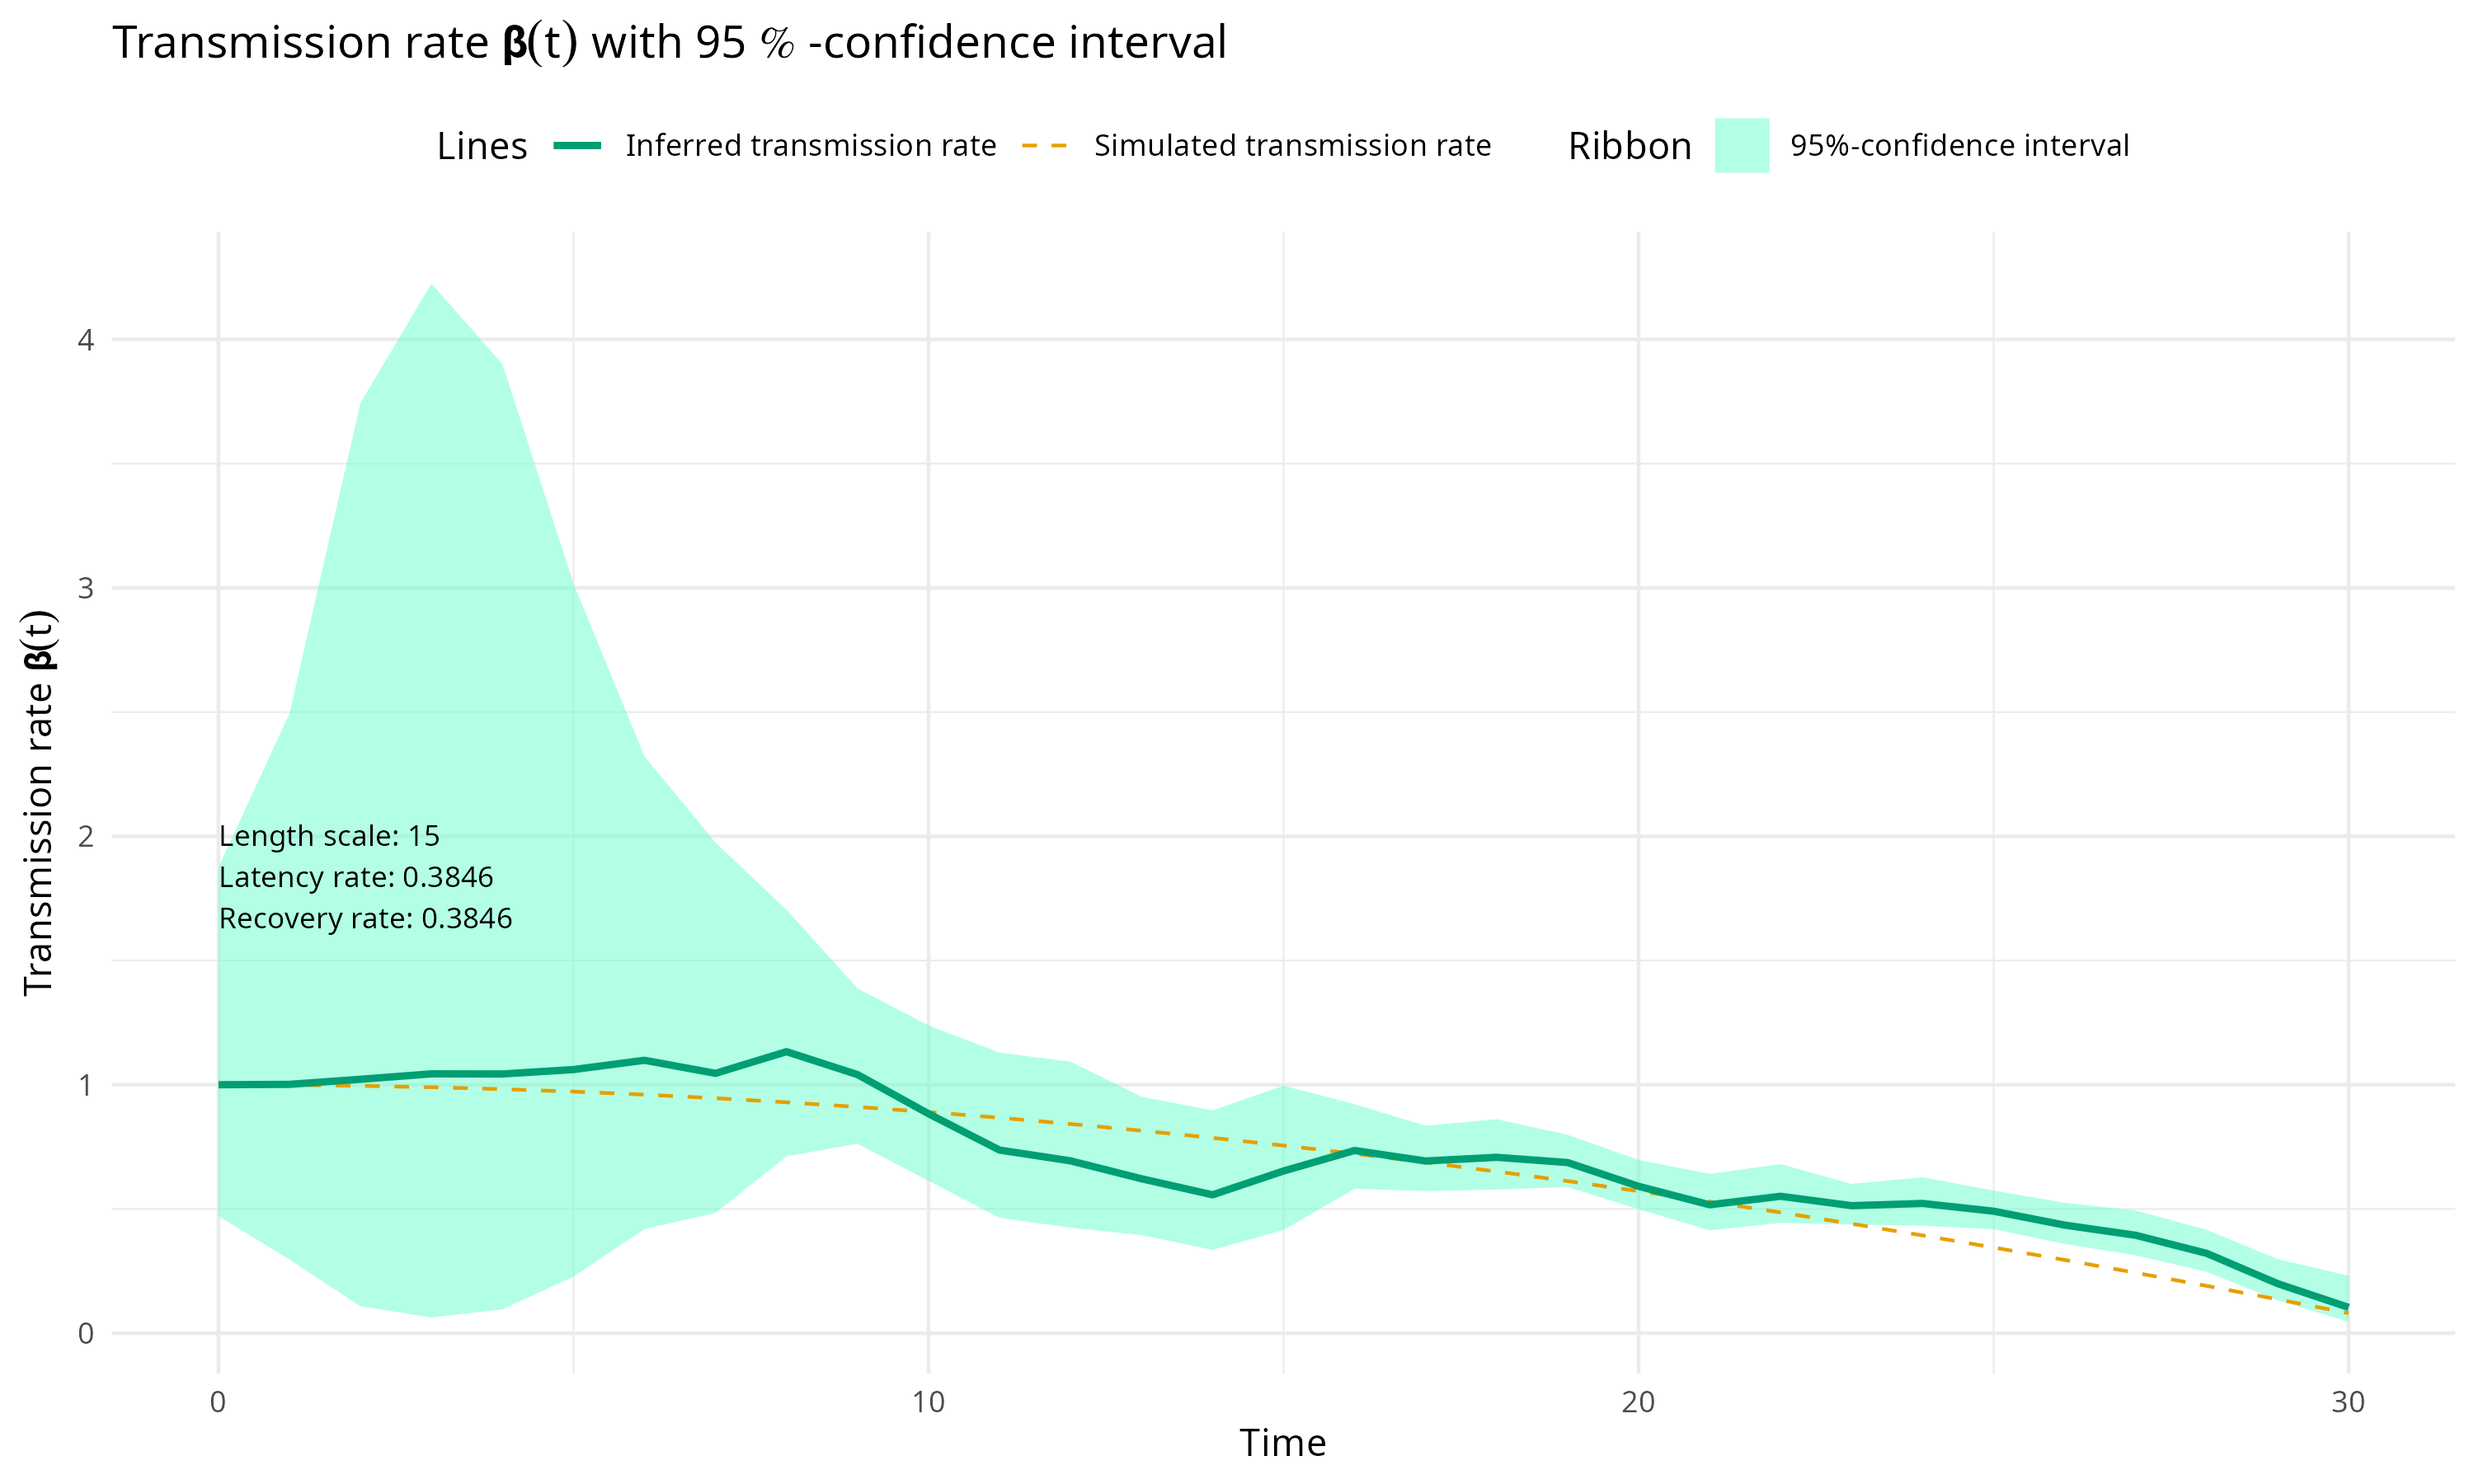 Transmission rate β(t) with 95 % -confidence interval
Lines Inferred transmission rate Simulated transmission rate Ribbon 95%-confidence interval
Transmission rate β(t)
4
3
2
1
0
Length scale: 15
Latency rate: 0.3846
Recovery rate: 0.3846
0 10 20 30
Time